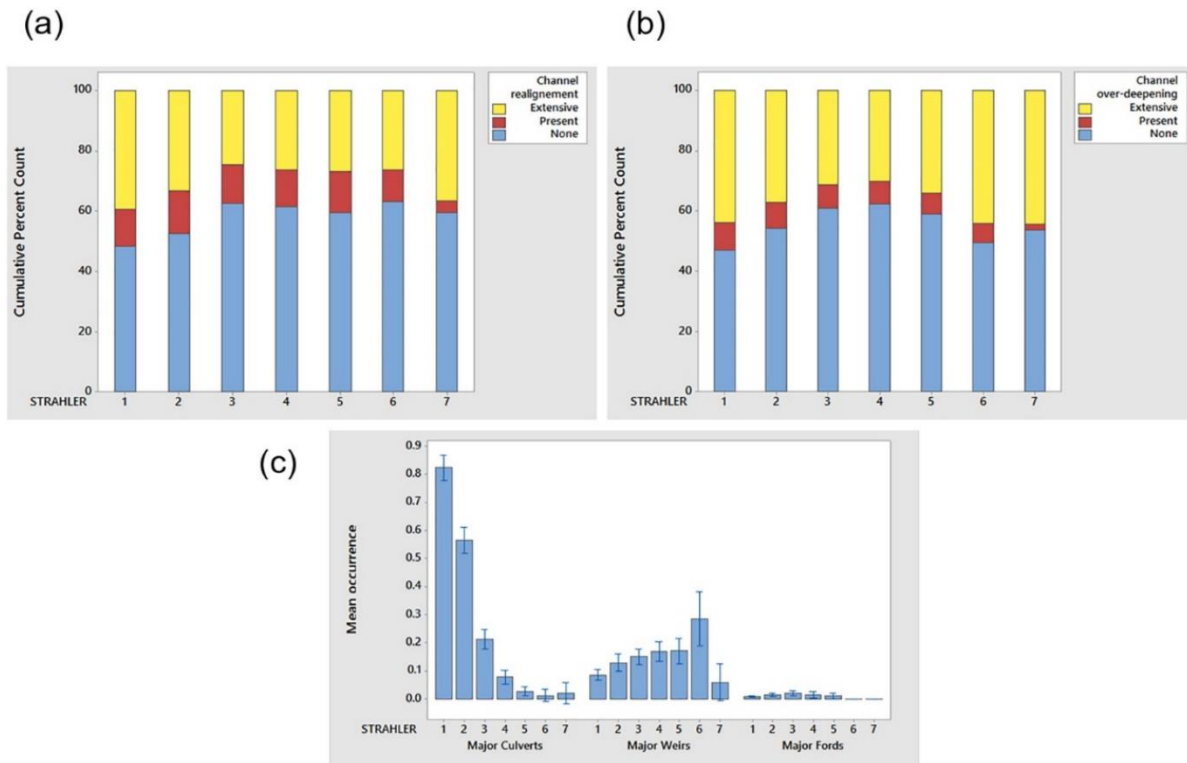 (a)
Channel
realignement
Extensive
Present
None
Cumulative Percent Count
100
80
60
40
20
0
STRAHLER 1 2 3 4 5 6 7
(b)
Channel
over-deepening
Extensive
Present
None
Cumulative Percent Count
100
80
60
40
20
0
STRAHLER 1 2 3 4 5 6 7
(c)
Mean occurrence
0.9
0.8
0.7
0.6
0.5
0.4
0.3
0.2
0.1
0.0
STRAHLER 1 2 3 4 5 6 7 1 2 3 4 5 6 7 1 2 3 4 5 6 7
Major Culverts Major Weirs Major Fords